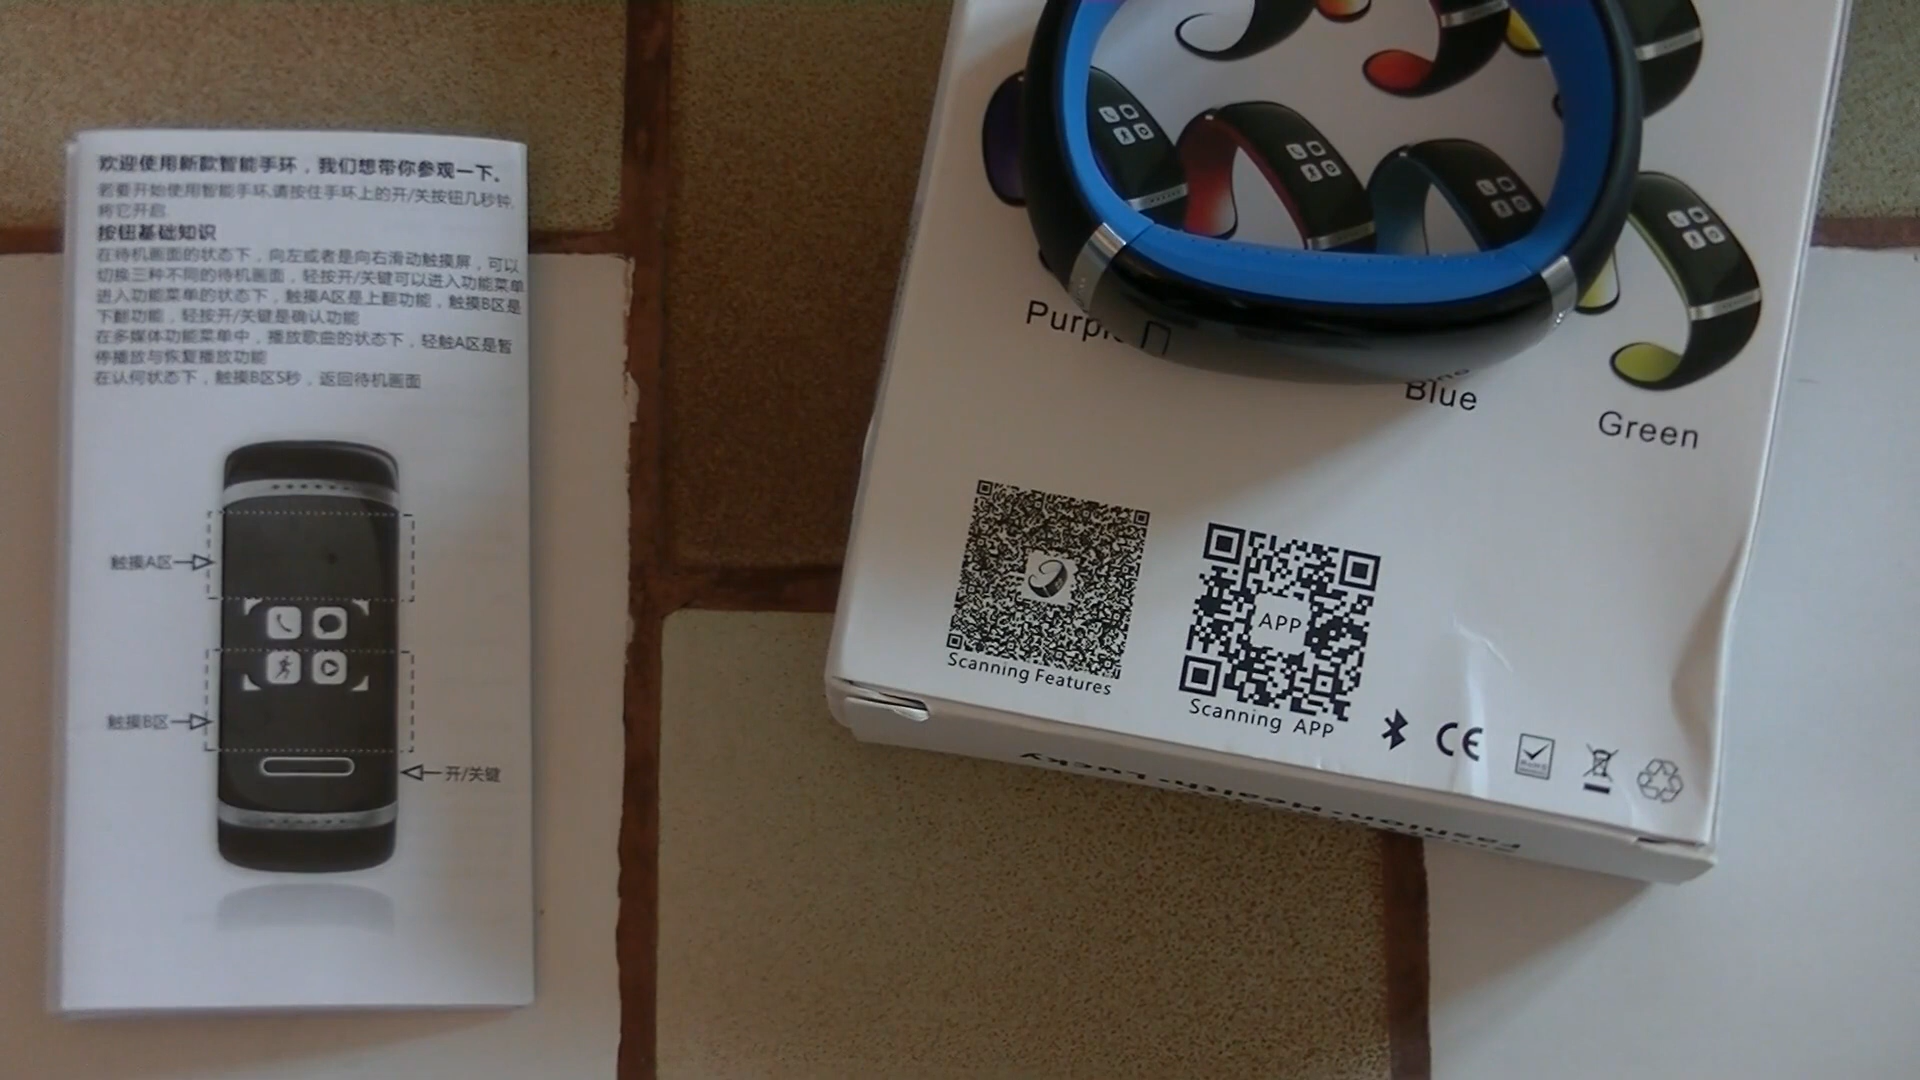 欢迎使用新款智能手环，我们想带你参观一下。
若要开始使用智能手环,请按住手环上的开/关按钮几秒钟,
将它开启.
按钮基础知识
在待机画面的状态下，向左或者是向右滑动触摸屏，可以
切换三种不同的待机画面，轻按开/关键可以进入功能菜单
进入功能菜单的状态下，触摸A区是上翻功能，触摸B区是
下翻功能，轻按开/关键是确认功能
在多媒体功能菜单中，播放歌曲的状态下，轻触A区是暂
停播放与恢复播放功能
在认何状态下，触摸B区5秒，返回待机画面
触摸A区
触摸B区
开/关键
Blue
Green
APP
Scanning Features
Scanning APP
CE
Fashion·Health·Lucky